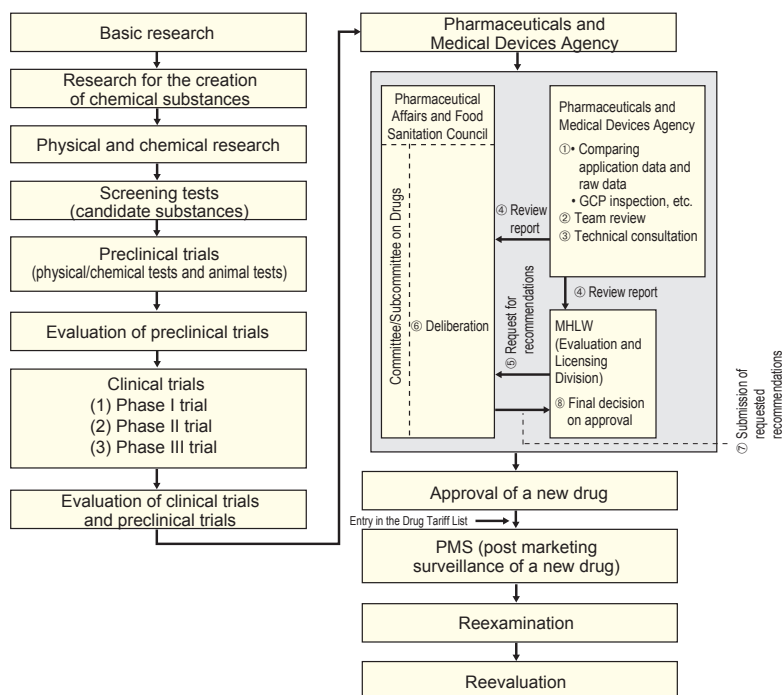 Basic research
Research for the creation
of chemical substances
Physical and chemical research
Screening tests
(candidate substances)
Preclinical trials
(physical/chemical tests and animal tests)
Evaluation of preclinical trials
Clinical trials
(1) Phase I trial
(2) Phase II trial
(3) Phase III trial
Evaluation of clinical trials
and preclinical trials
Pharmaceuticals and
Medical Devices Agency
Pharmaceutical
Affairs and Food
Sanitation Council
Committee/Subcommittee on Drugs
⑥ Deliberation
Pharmaceuticals and
Medical Devices Agency
①• Comparing
application data and
raw data
• GCP inspection, etc.
② Team review
③ Technical consultation
④ Review
report
④ Review report
⑤ Request for
recommendations
MHLW
(Evaluation and
Licensing
Division)
⑧ Final decision
on approval
⑦ Submission of
requested
recommendations
Approval of a new drug
Entry in the Drug Tariff List
PMS (post marketing
surveillance of a new drug)
Reexamination
Reevaluation